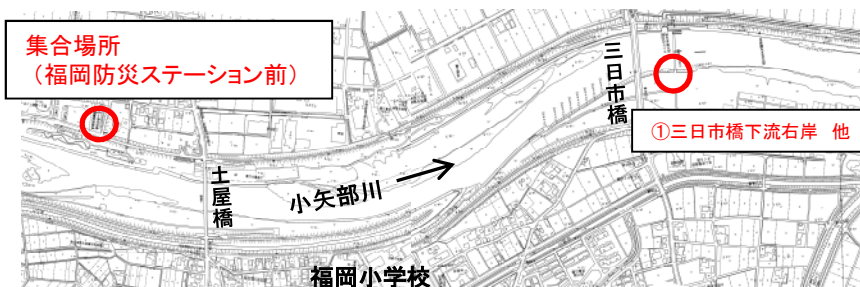 集合場所
（福岡防災ステーション前）
三日市橋
①三日市橋下流右岸 他
土屋橋
小矢部川
福岡小学校